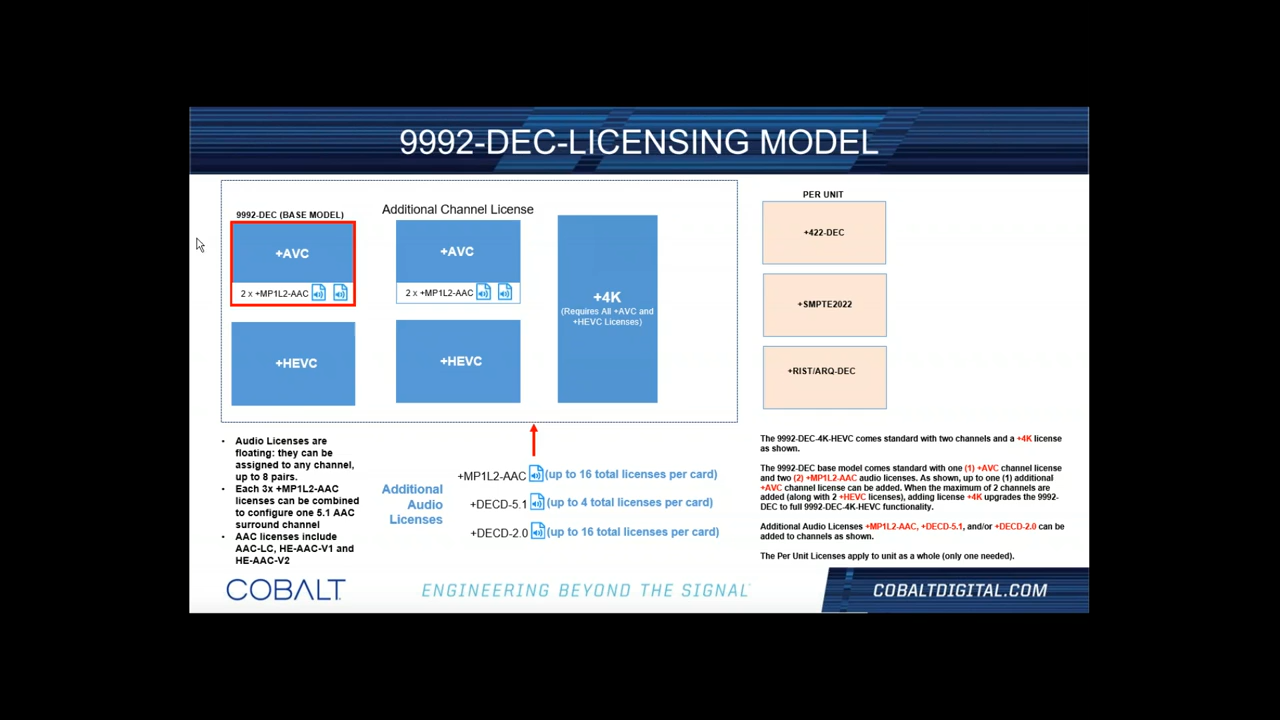 9992-DEC-LICENSING MODEL
9992-DEC (BASE MODEL)
+AVC
2 x +MP1L2-AAC
+HEVC
Additional Channel License
+AVC
2 x +MP1L2-AAC
+HEVC
+4K
(Requires All +AVC and
+HEVC Licenses)
PER UNIT
+422-DEC
+SMPTE2022
+RIST/ARQ-DEC
• Audio Licenses are
floating: they can be
assigned to any channel,
up to 8 pairs.
• Each 3x +MP1L2-AAC
licenses can be combined
to configure one 5.1 AAC
surround channel
• AAC licenses include
AAC-LC, HE-AAC-V1 and
HE-AAC-V2
Additional
Audio
Licenses
+MP1L2-AAC (up to 16 total licenses per card)
+DECD-5.1 (up to 4 total licenses per card)
+DECD-2.0 (up to 16 total licenses per card)
The 9992-DEC-4K-HEVC comes standard with two channels and a +4K license
as shown.
The 9992-DEC base model comes standard with one (1) +AVC channel license
and two (2) +MP1L2-AAC audio licenses. As shown, up to one (1) additional
+AVC channel license can be added. When the maximum of 2 channels are
added (along with 2 +HEVC licenses), adding license +4K upgrades the 9992-
DEC to full 9992-DEC-4K-HEVC functionality.
Additional Audio Licenses +MP1L2-AAC, +DECD-5.1, and/or +DECD-2.0 can be
added to channels as shown.
The Per Unit Licenses apply to unit as a whole (only one needed).
COBALT
ENGINEERING BEYOND THE SIGNAL
COBALTDIGITAL.COM